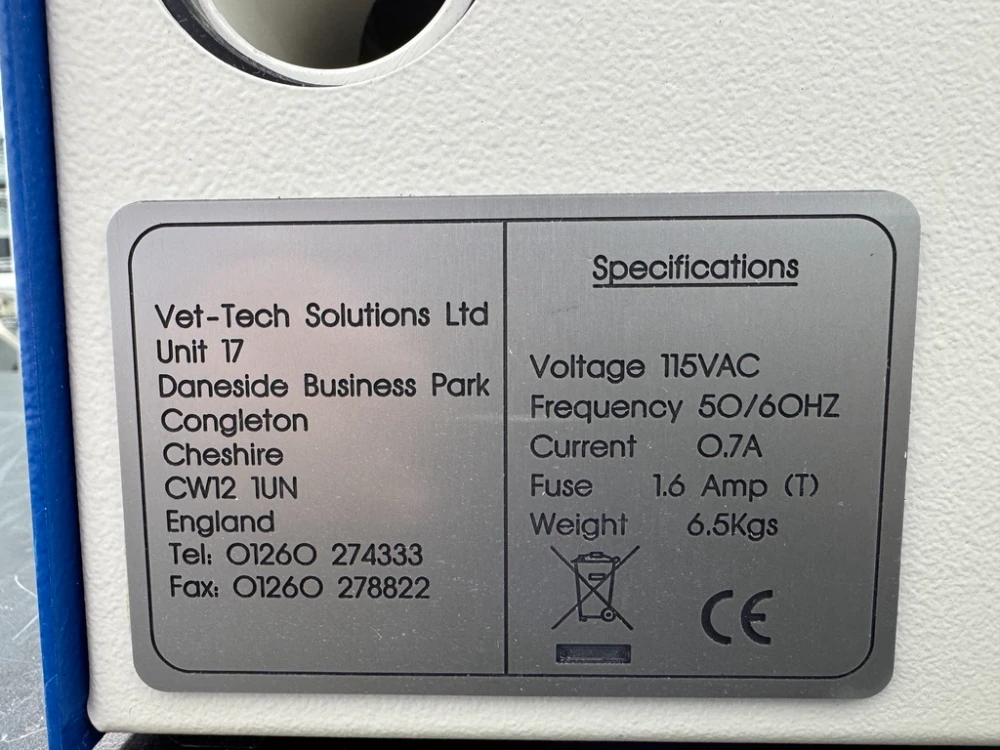 Vet-Tech Solutions Ltd
Unit 17
Daneside Business Park
Congleton
Cheshire
CW12 1UN
England
Tel: 01260 274333
Fax: 01260 278822
Specifications
Voltage 115VAC
Frequency 50/60HZ
Current 0.7A
Fuse 1.6 Amp (T)
Weight 6.5Kgs
CE